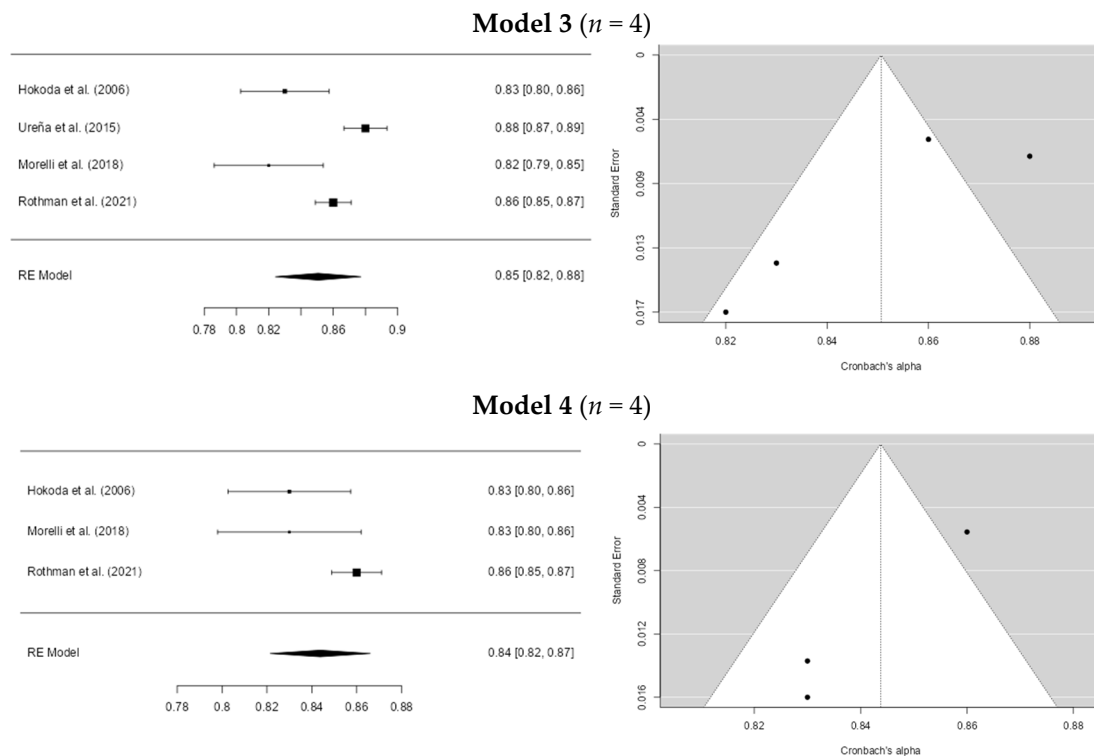 Model 3 (n = 4)
Hokoda et al. (2006) 0.83 [0.80, 0.86]
Ureña et al. (2015) 0.88 [0.87, 0.89]
Morelli et al. (2018) 0.82 [0.79, 0.85]
Rothman et al. (2021) 0.86 [0.85, 0.87]
RE Model 0.85 [0.82, 0.88]
0.78 0.8 0.82 0.86 0.9
Standard Error
0
0.004
0.009
0.013
0.017
0.82 0.84 0.86 0.88
Cronbach's alpha
Model 4 (n = 4)
Hokoda et al. (2006) 0.83 [0.80, 0.86]
Morelli et al. (2018) 0.83 [0.80, 0.86]
Rothman et al. (2021) 0.86 [0.85, 0.87]
RE Model 0.84 [0.82, 0.87]
0.78 0.8 0.82 0.84 0.86 0.88
Standard Error
0
0.004
0.008
0.012
0.016
0.82 0.84 0.86 0.88
Cronbach's alpha